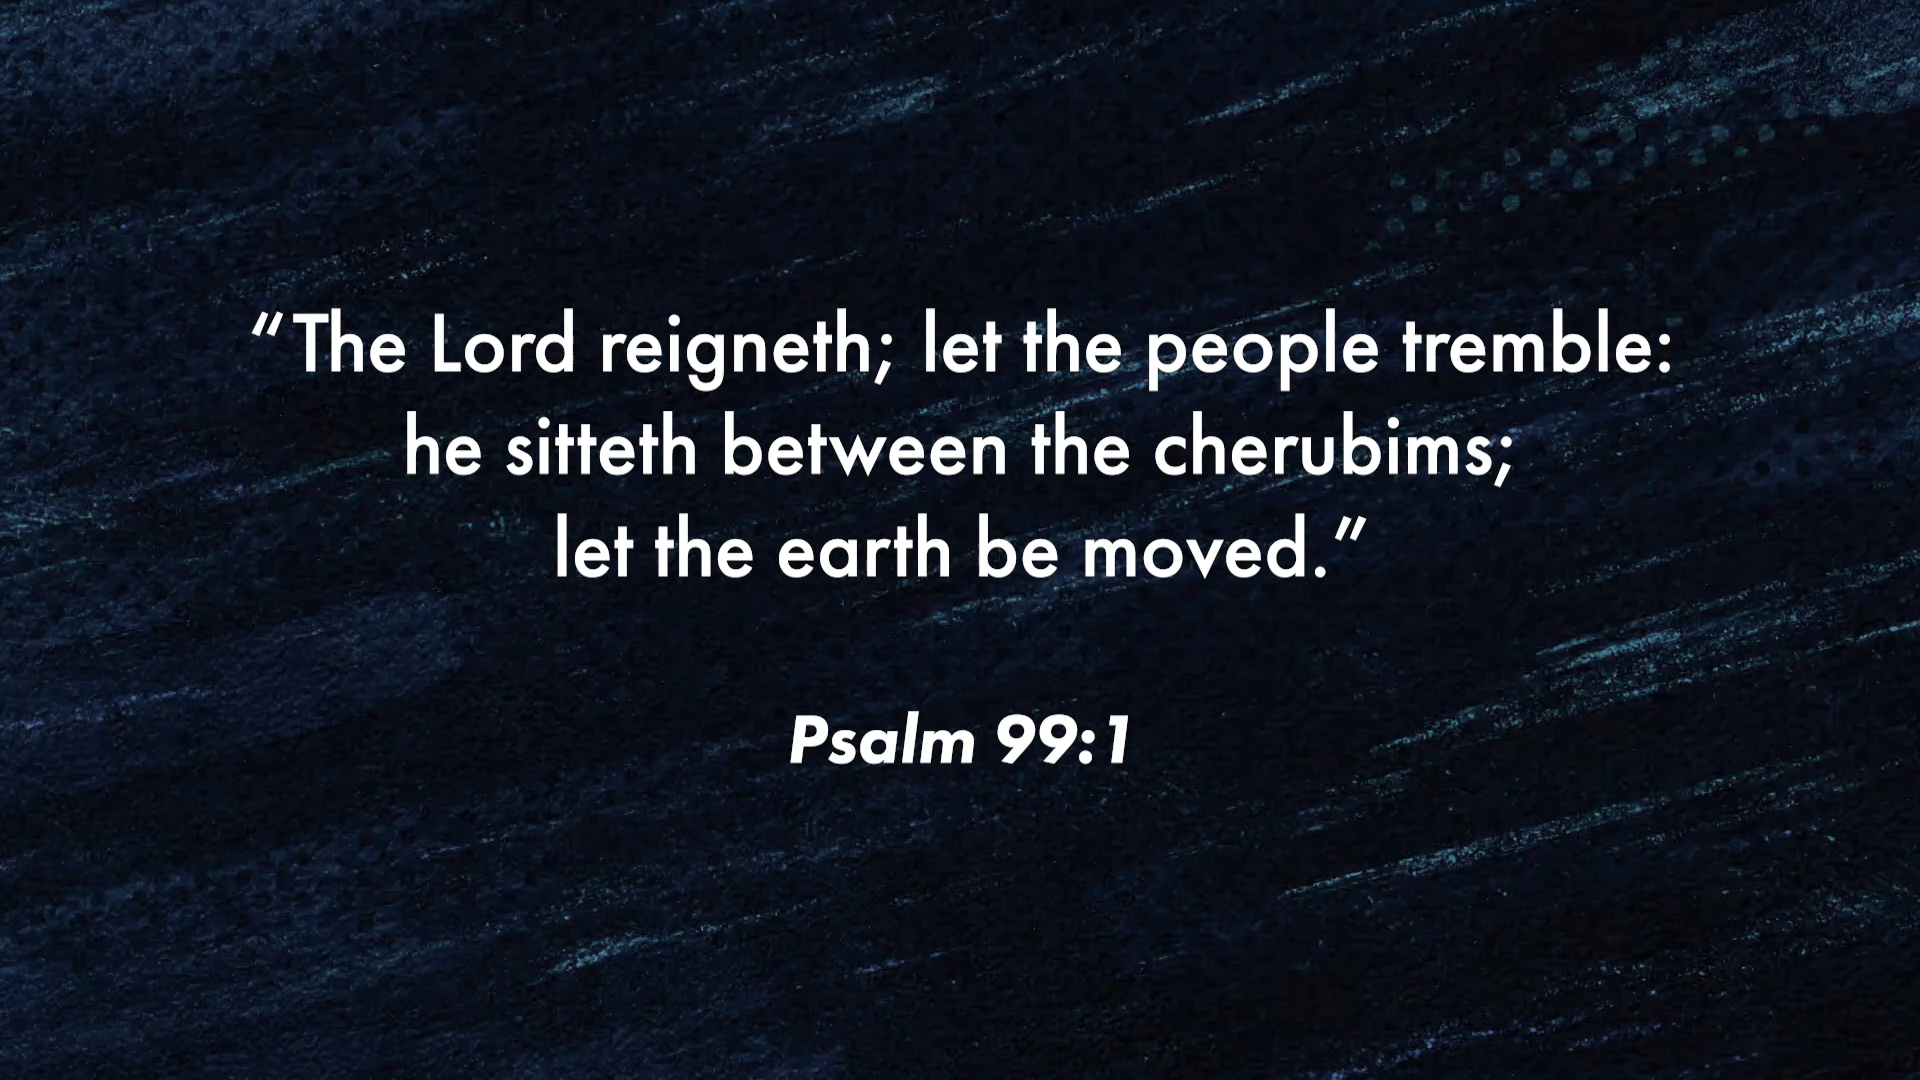 “The Lord reigneth; let the people tremble:
he sitteth between the cherubims;
let the earth be moved.”
Psalm 99:1